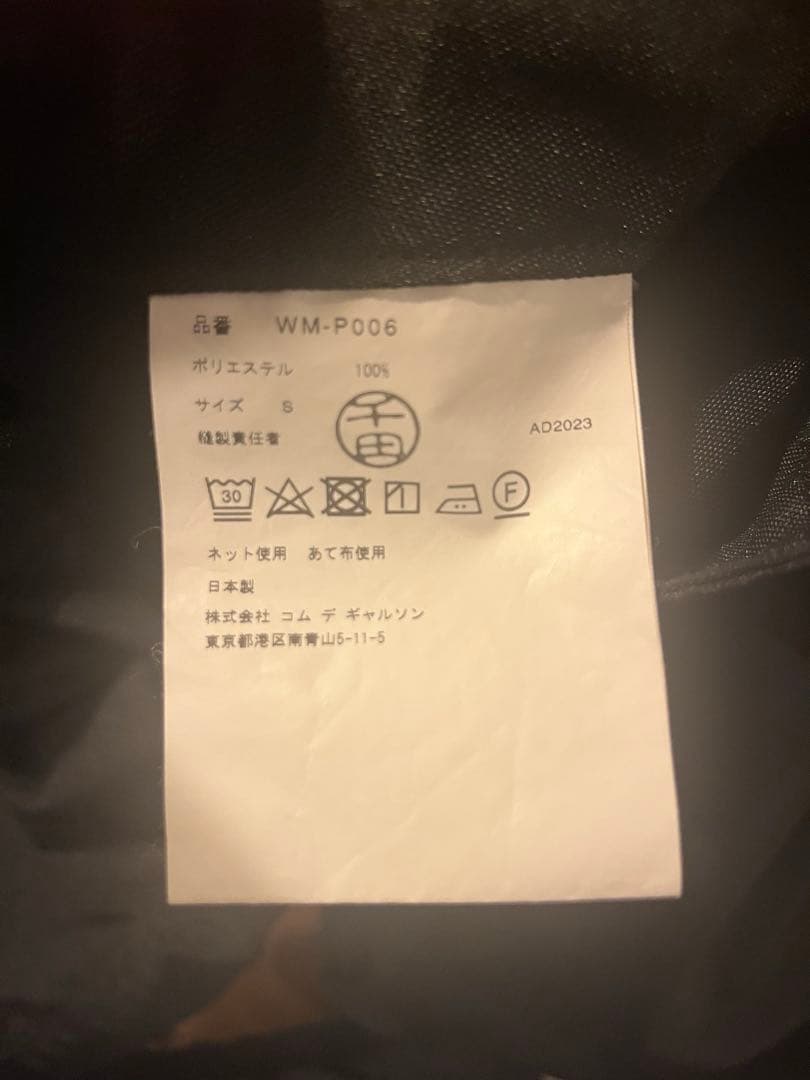 品番 WM-P006
ポリエステル 100%
サイズ S
縫製責任者 千田
AD2023
30 F
ネット使用 あて布使用
日本製
株式会社 コム デ ギャルソン
東京都港区南青山5-11-5